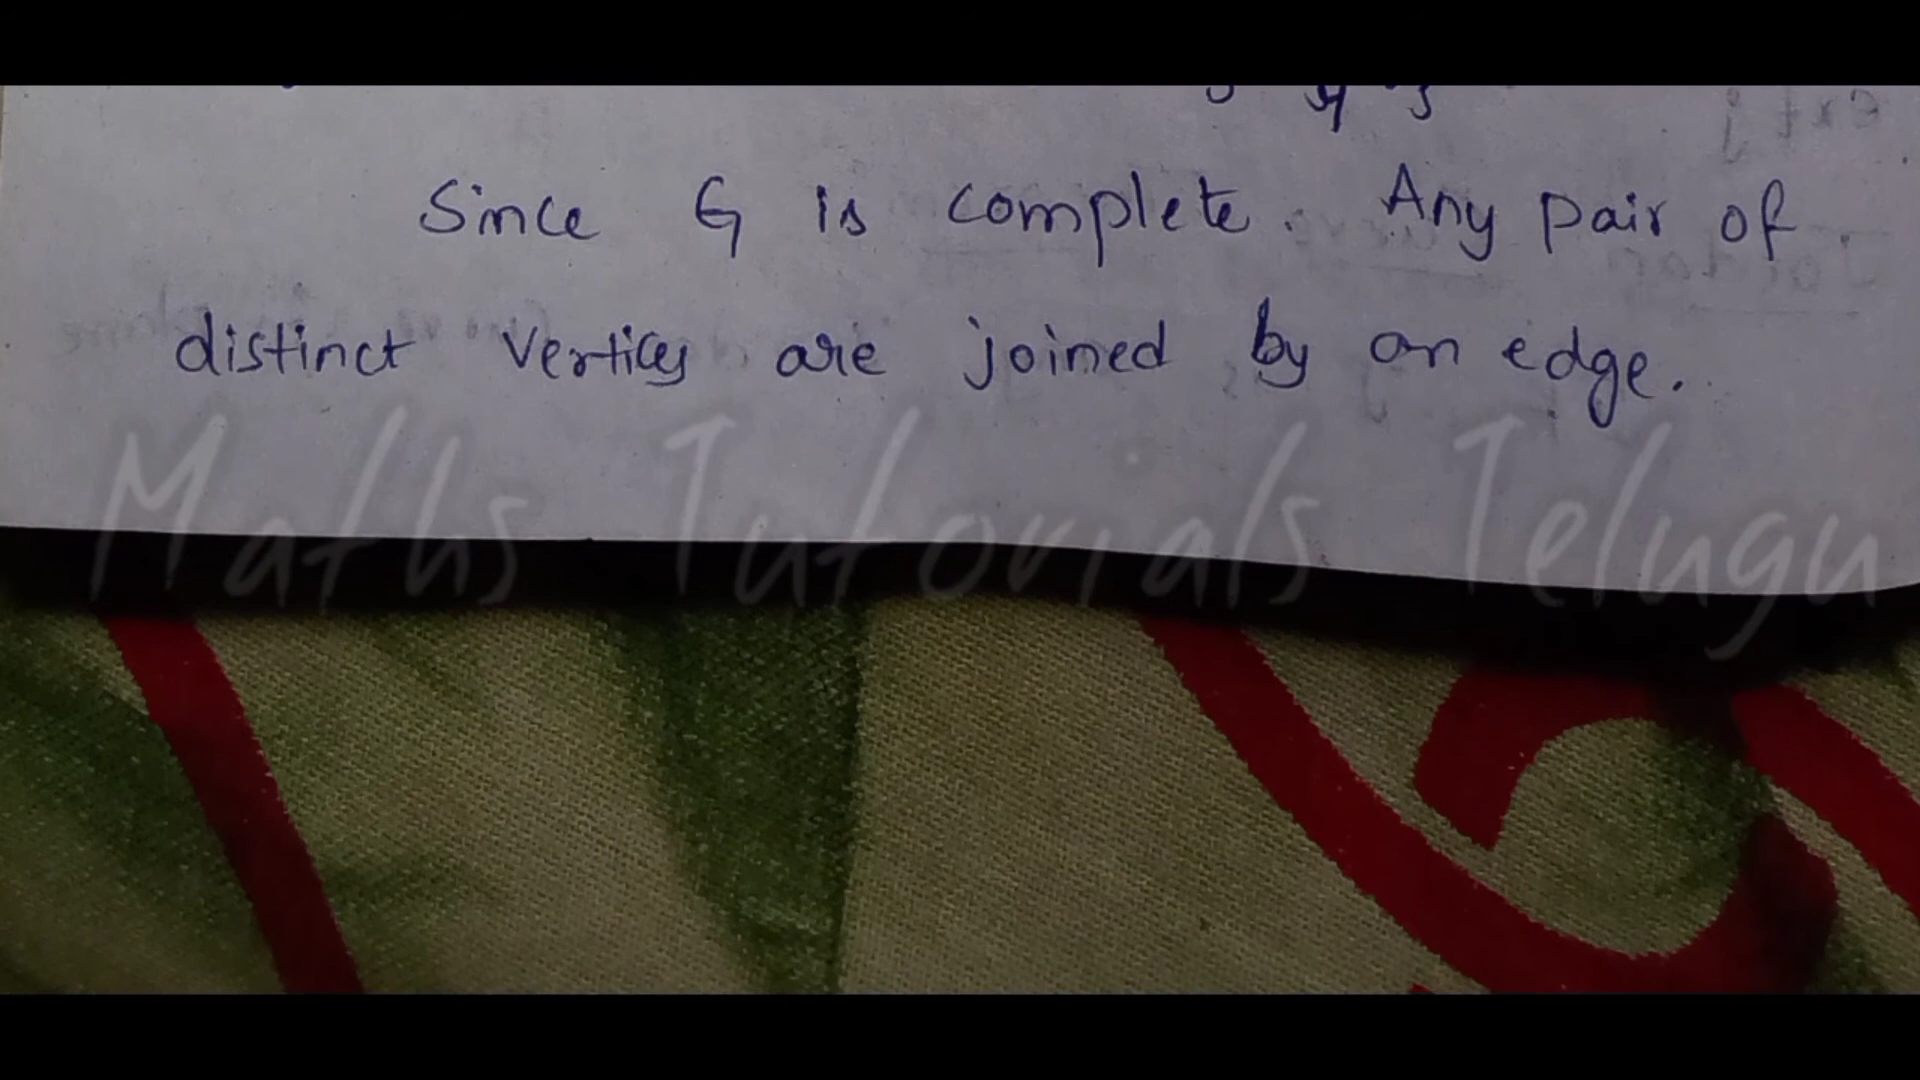 Since G is complete. Any pair of
distinct vertices are joined by an edge.
Maths Tutorials Telugu